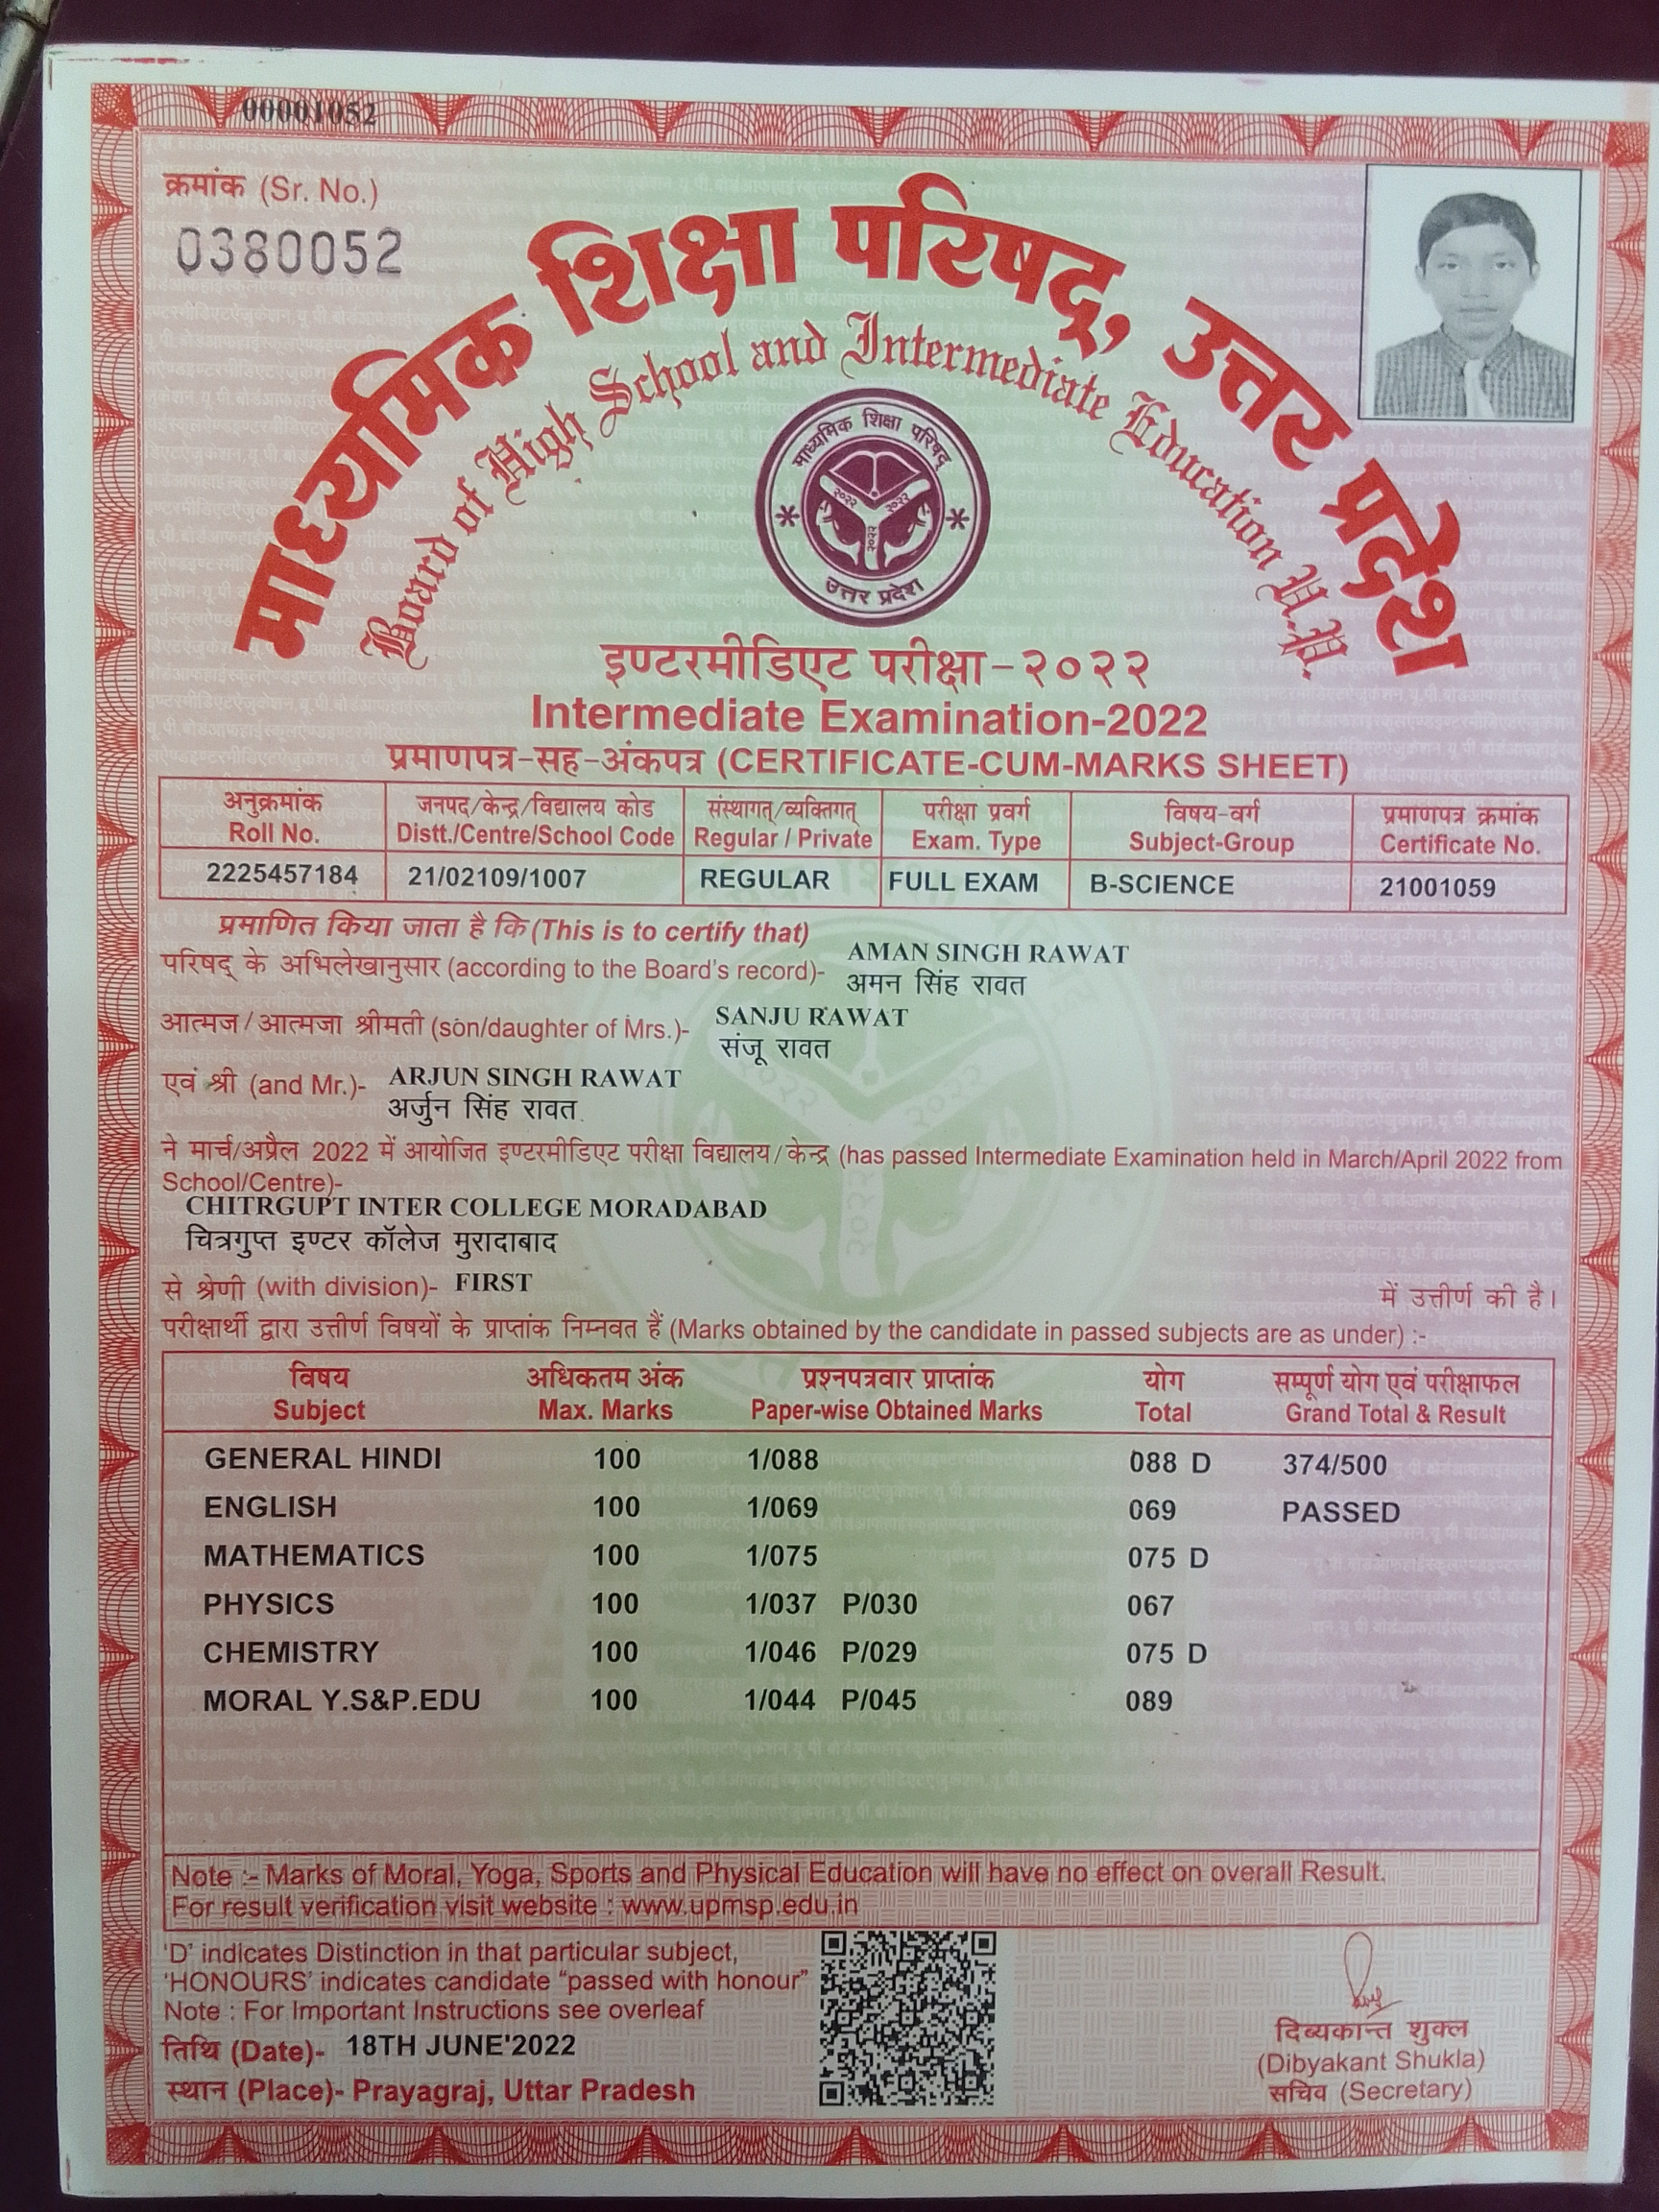 00001052
क्रमांक (Sr. No.)
0380052
माध्यमिक शिक्षा परिषद्, उत्तर प्रदेश
Board of High School and Intermediate Education U.P.
माध्यमिक शिक्षा परिषद्
२०२२ २०२२
२०२२
उत्तर प्रदेश
इण्टरमीडिएट परीक्षा-२०२२
Intermediate Examination-2022
प्रमाणपत्र-सह-अंकपत्र (CERTIFICATE-CUM-MARKS SHEET)
अनुक्रमांक जनपद/केन्द्र/विद्यालय कोड संस्थागत्/व्यक्तिगत् परीक्षा प्रवर्ग विषय-वर्ग प्रमाणपत्र क्रमांक
Roll No. Distt./Centre/School Code Regular / Private Exam. Type Subject-Group Certificate No.
2225457184 21/02109/1007 REGULAR FULL EXAM B-SCIENCE 21001059
प्रमाणित किया जाता है कि (This is to certify that)
परिषद् के अभिलेखानुसार (according to the Board's record)- AMAN SINGH RAWAT
अमन सिंह रावत
आत्मज/आत्मजा श्रीमती (son/daughter of Mrs.)- SANJU RAWAT
संजू रावत
एवं श्री (and Mr.)- ARJUN SINGH RAWAT
अर्जुन सिंह रावत
ने मार्च/अप्रैल 2022 में आयोजित इण्टरमीडिएट परीक्षा विद्यालय/केन्द्र (has passed Intermediate Examination held in March/April 2022 from
School/Centre)-
CHITRGUPT INTER COLLEGE MORADABAD
चित्रगुप्त इण्टर कॉलेज मुरादाबाद
से श्रेणी (with division)- FIRST में उत्तीर्ण की है।
परीक्षार्थी द्वारा उत्तीर्ण विषयों के प्राप्तांक निम्नवत हैं (Marks obtained by the candidate in passed subjects are as under) :-
विषय अधिकतम अंक प्रश्नपत्रवार प्राप्तांक योग सम्पूर्ण योग एवं परीक्षाफल
Subject Max. Marks Paper-wise Obtained Marks Total Grand Total & Result
GENERAL HINDI 100 1/088 088 D 374/500
ENGLISH 100 1/069 069 PASSED
MATHEMATICS 100 1/075 075 D
PHYSICS 100 1/037 P/030 067
CHEMISTRY 100 1/046 P/029 075 D
MORAL Y.S&P.EDU 100 1/044 P/045 089
Note :- Marks of Moral, Yoga, Sports and Physical Education will have no effect on overall Result.
For result verification visit website : www.upmsp.edu.in
'D' indicates Distinction in that particular subject,
'HONOURS' indicates candidate "passed with honour"
Note : For Important Instructions see overleaf
तिथि (Date)- 18TH JUNE'2022
स्थान (Place)- Prayagraj, Uttar Pradesh
दिव्यकान्त शुक्ल
(Dibyakant Shukla)
सचिव (Secretary)